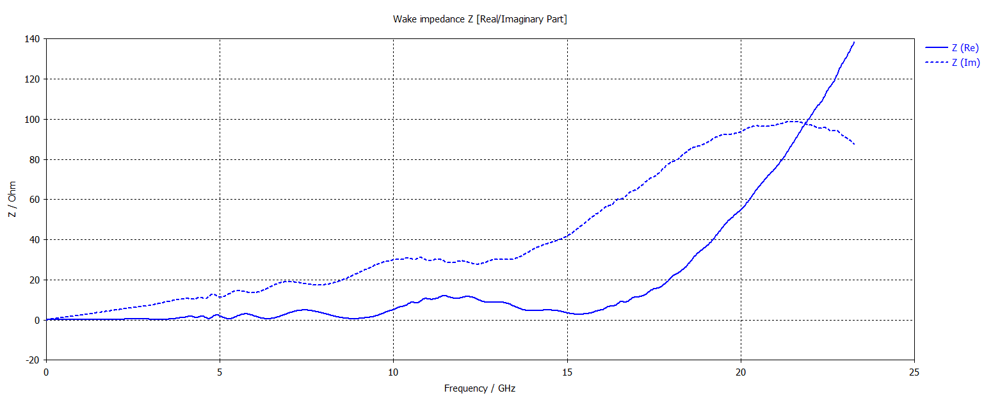 Wake impedance Z [Real/Imaginary Part]
140
120
100
80
60
40
20
0
-20
Z / Ohm
0 5 10 15 20 25
Frequency / GHz
Z (Re)
Z (Im)